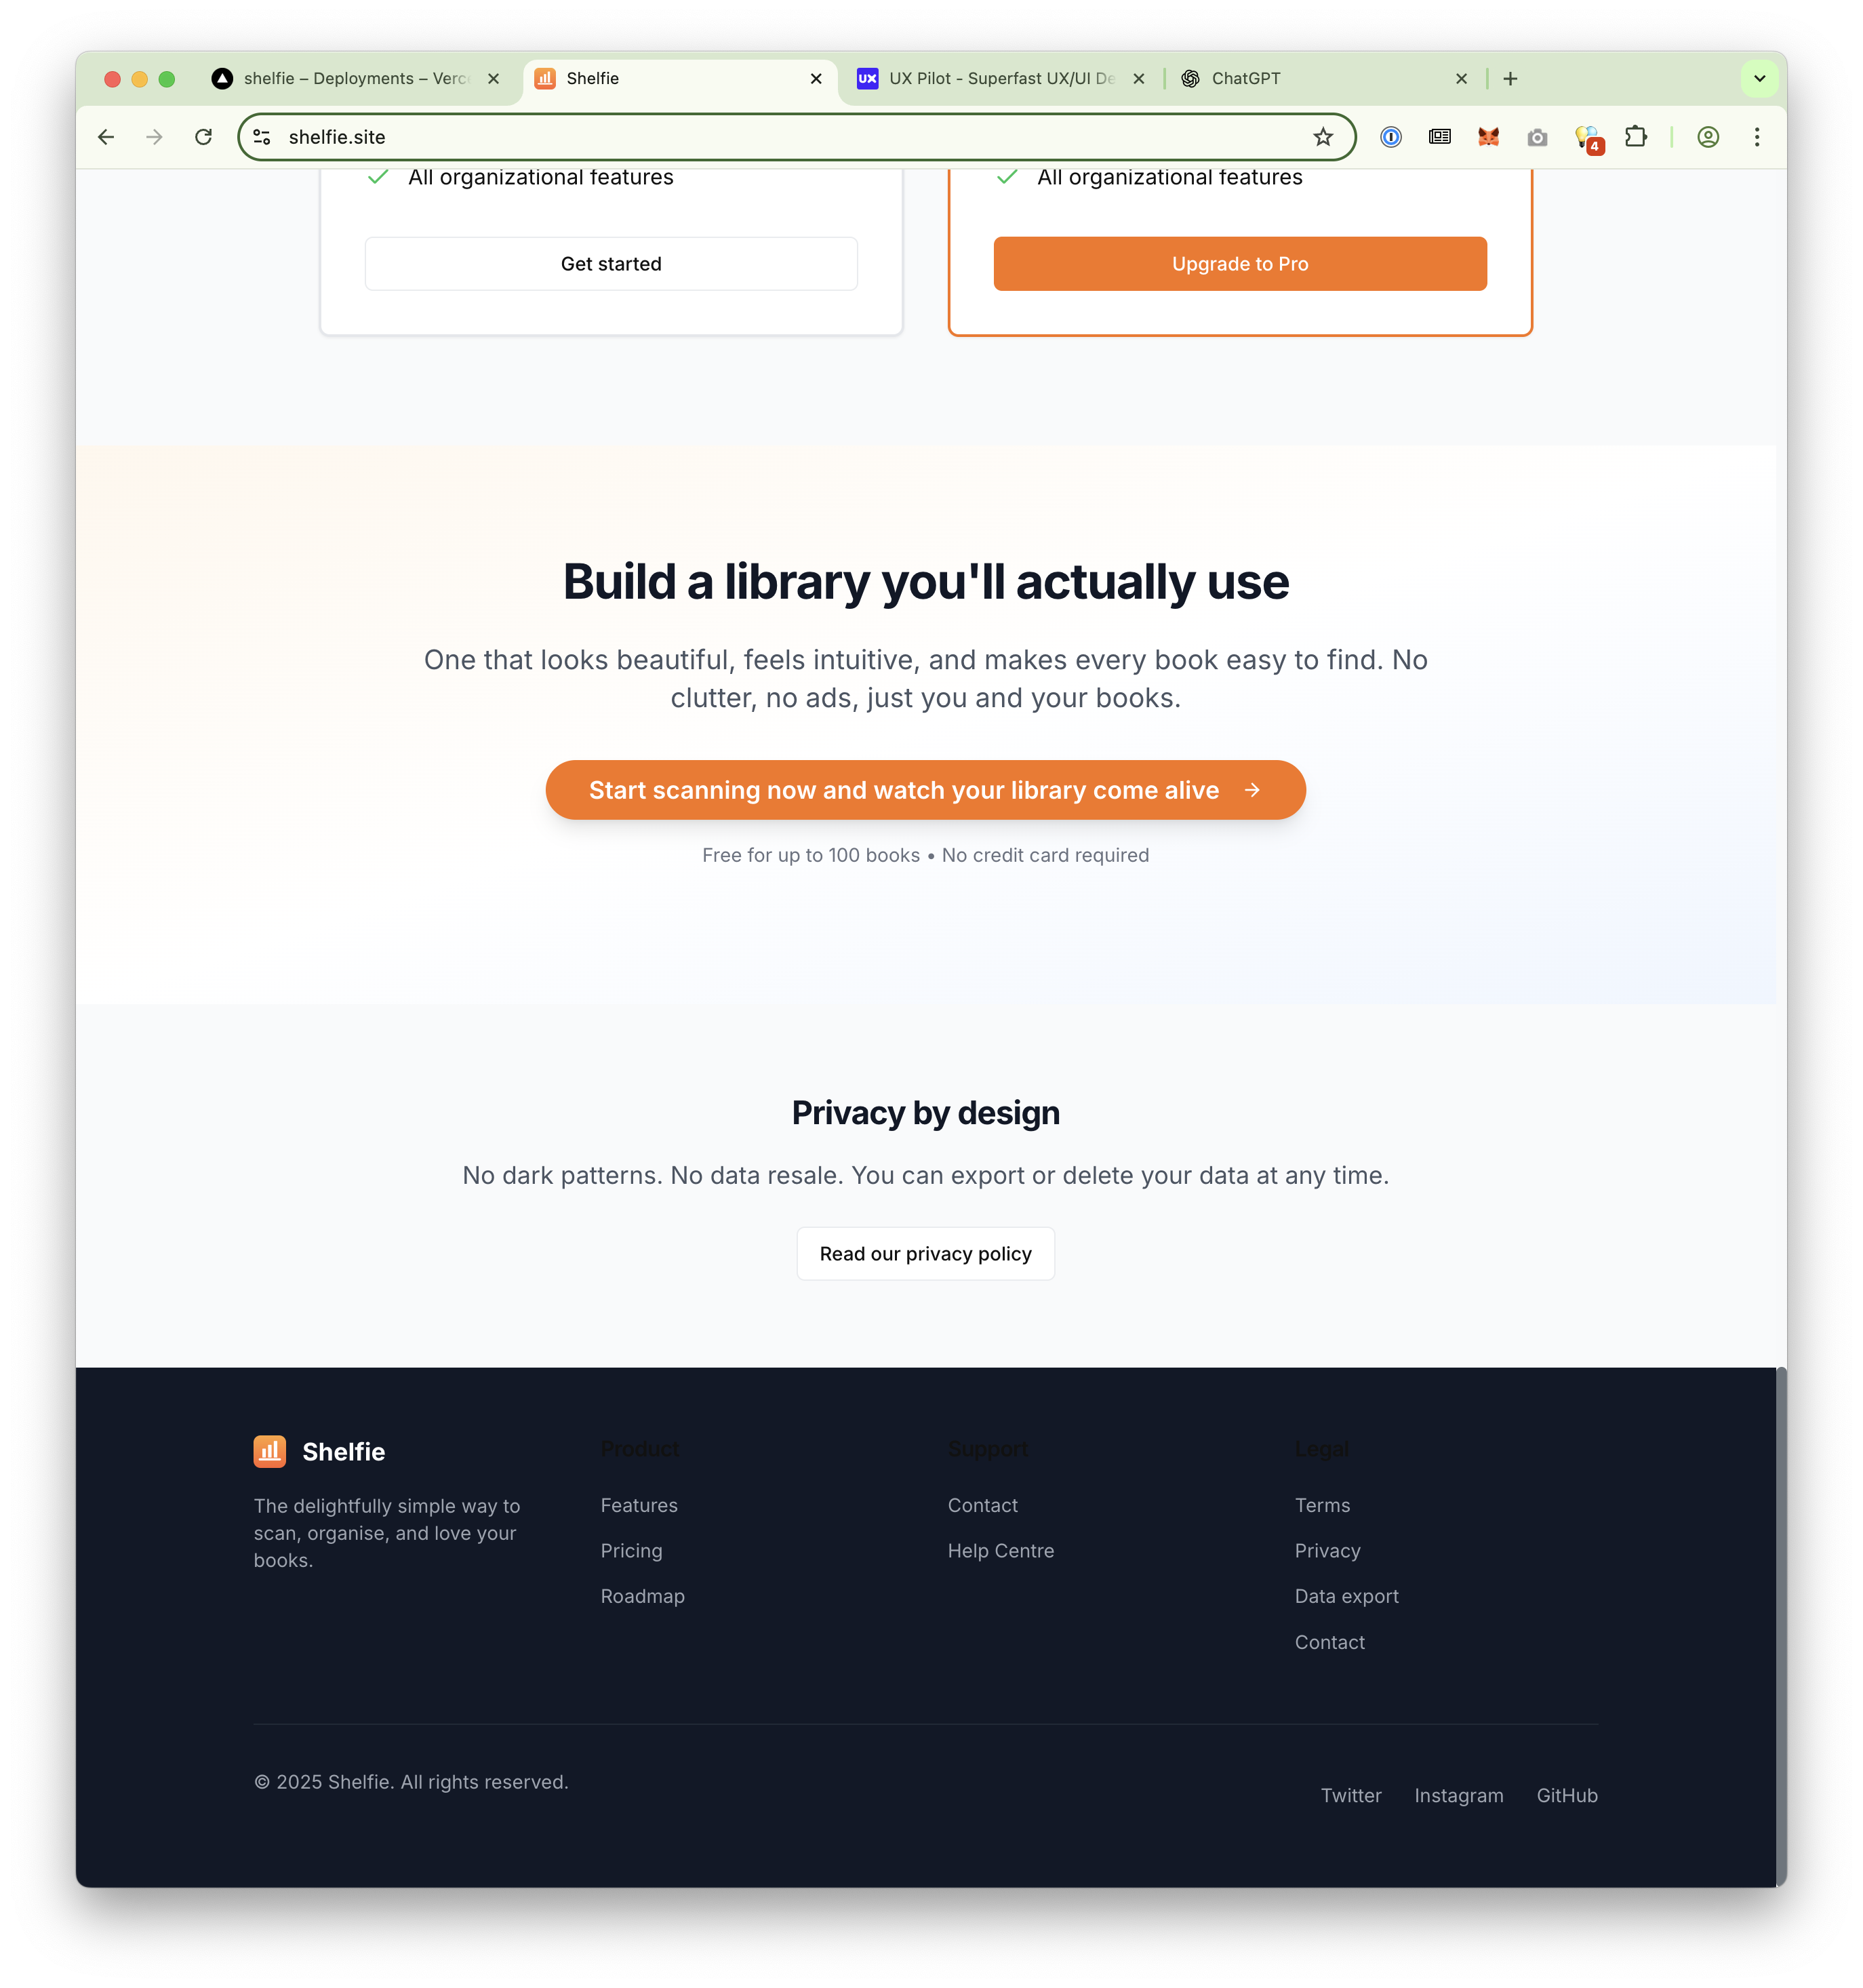 shelfie – Deployments – Verc
Shelfie
UX Pilot - Superfast UX/UI De
ChatGPT
shelfie.site
4
All organizational features
All organizational features
Get started
Upgrade to Pro
Build a library you'll actually use
One that looks beautiful, feels intuitive, and makes every book easy to find. No
clutter, no ads, just you and your books.
Start scanning now and watch your library come alive →
Free for up to 100 books • No credit card required
Privacy by design
No dark patterns. No data resale. You can export or delete your data at any time.
Read our privacy policy
Shelfie
The delightfully simple way to
scan, organise, and love your
books.
Product
Features
Pricing
Roadmap
Support
Contact
Help Centre
Legal
Terms
Privacy
Data export
Contact
© 2025 Shelfie. All rights reserved.
Twitter
Instagram
GitHub